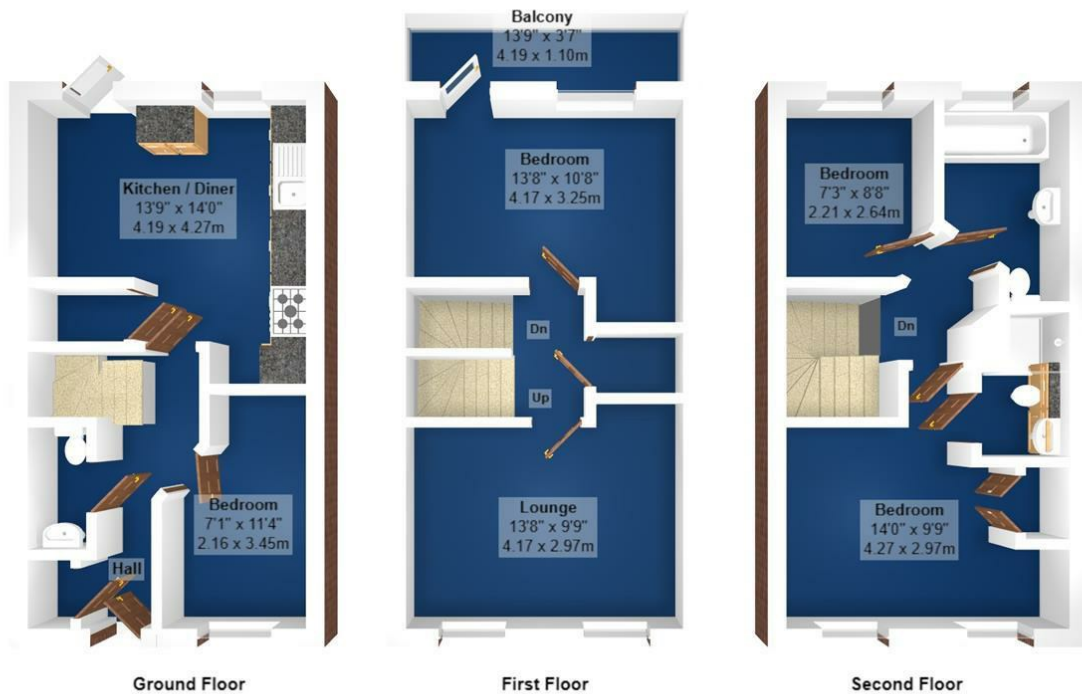 Kitchen / Diner
13'9" x 14'0"
4.19 x 4.27m
Bedroom
7'1" x 11'4"
2.16 x 3.45m
Hall
Ground Floor
Balcony
13'9" x 3'7"
4.19 x 1.10m
Bedroom
13'8" x 10'8"
4.17 x 3.25m
Dn
Up
Lounge
13'8" x 9'9"
4.17 x 2.97m
First Floor
Bedroom
7'3" x 8'8"
2.21 x 2.64m
Dn
Bedroom
14'0" x 9'9"
4.27 x 2.97m
Second Floor